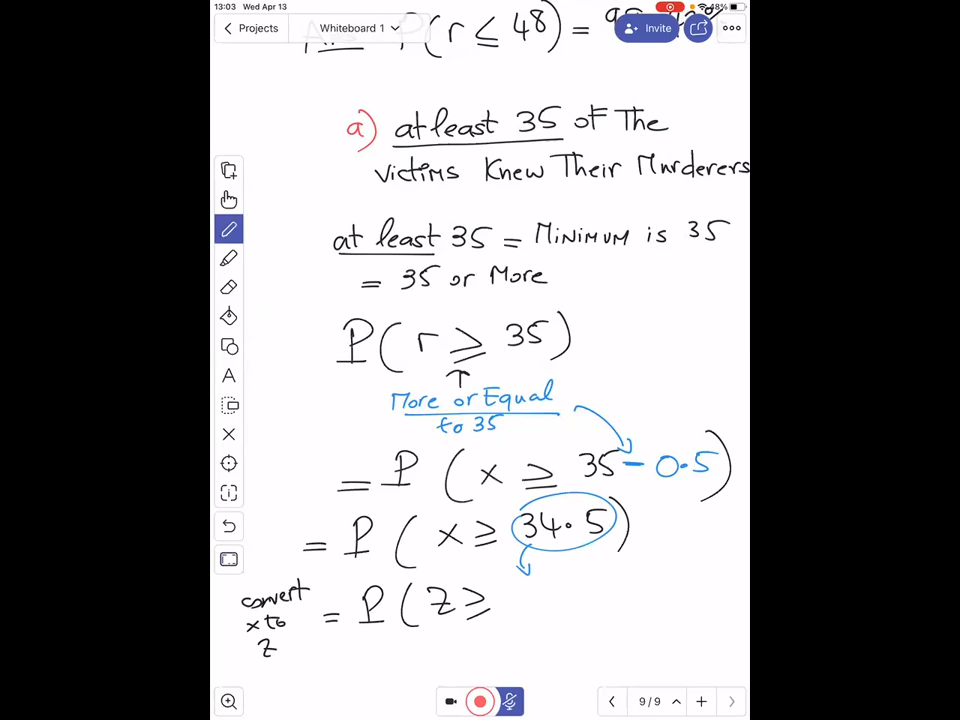 13:03 Wed Apr 13
48%
Projects
Whiteboard 1
Invite
P(r ≤ 48) =
a) at least 35 of The
victims Knew Their Murderers
at least 35 = Minimum is 35
= 35 or More
P(r ≥ 35)
More or Equal
to 35
= P(x ≥ 35 - 0.5)
= P(x ≥ 34.5)
convert
x to
z
= P(z ≥
A
9/9